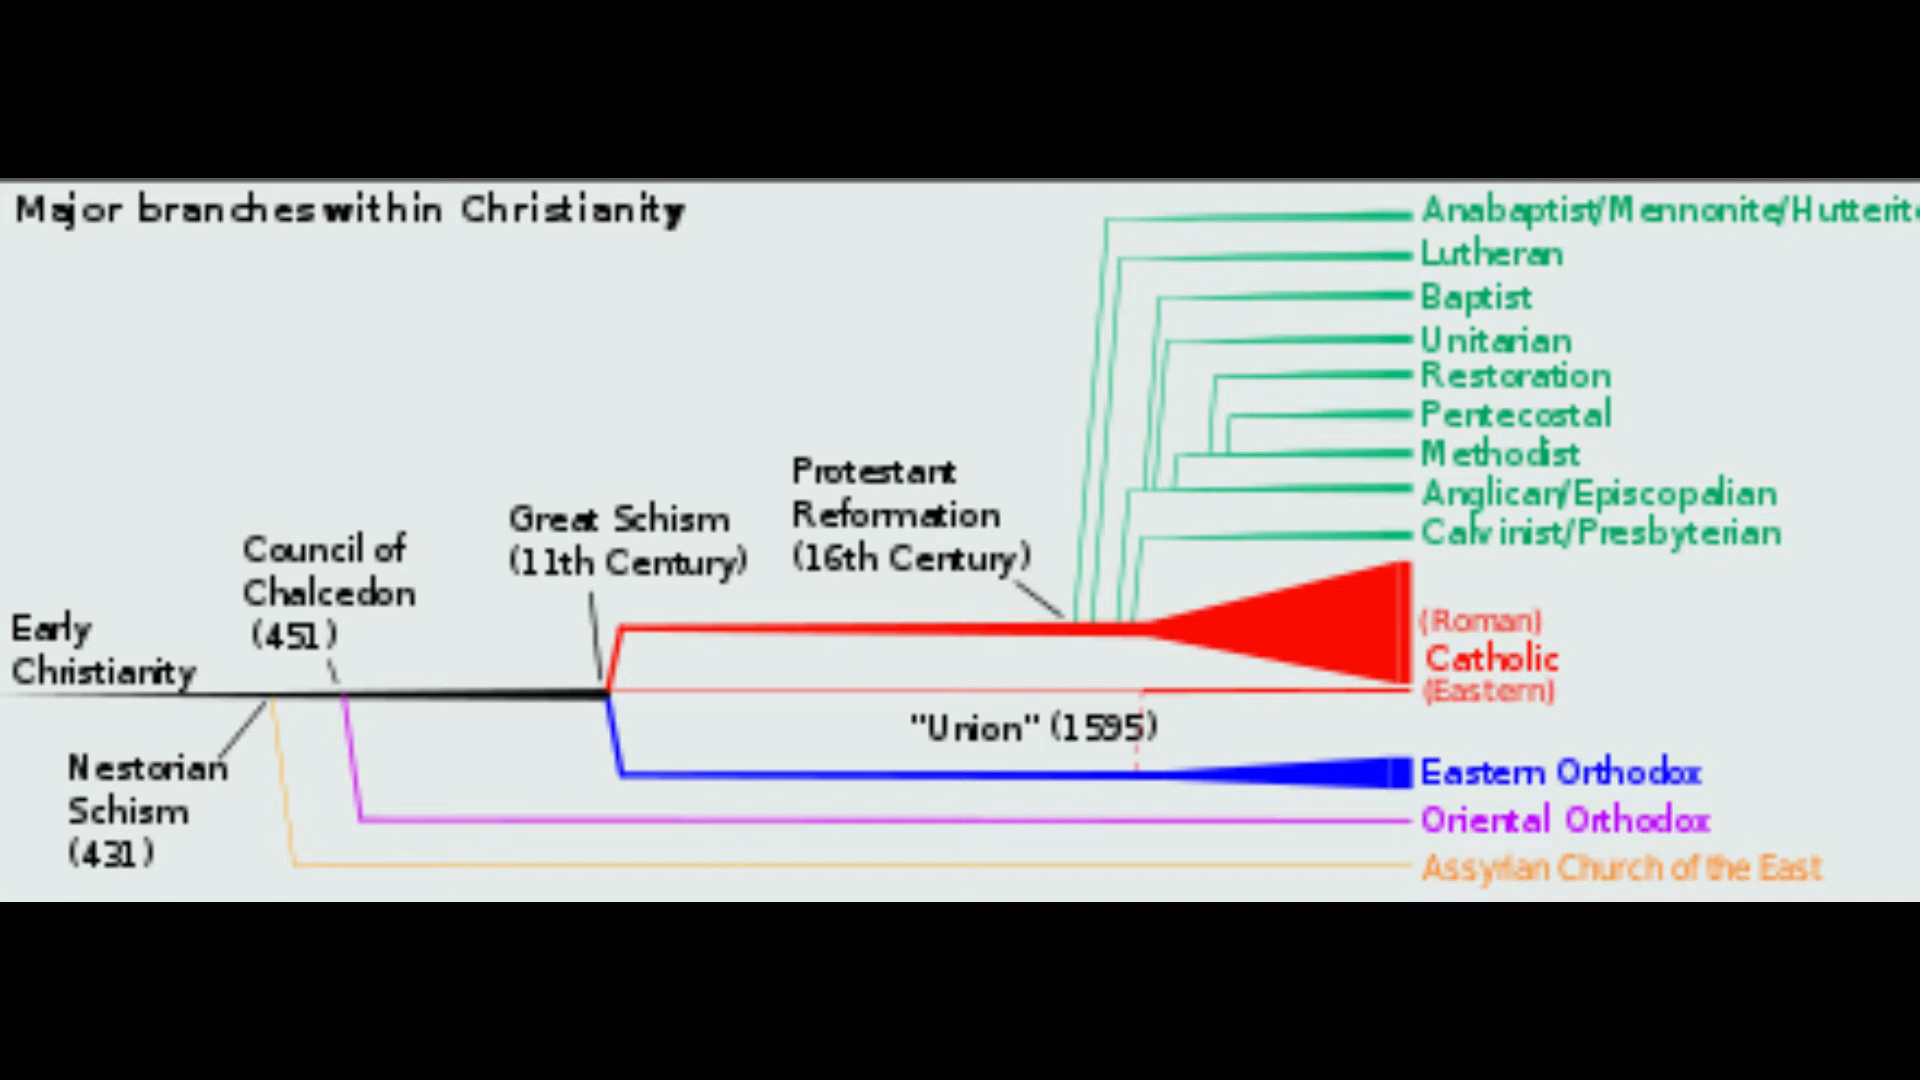 Major branches within Christianity
Anabaptist/Mennonite/Hutterite
Lutheran
Baptist
Unitarian
Restoration
Pentecostal
Methodist
Anglican/Episcopalian
Calvinist/Presbyterian
Protestant
Reformation
(16th Century)
Great Schism
(11th Century)
Council of
Chalcedon
(451)
Early
Christianity
(Roman)
Catholic
(Eastern)
"Union" (1595)
Nestorian
Schism
(431)
Eastern Orthodox
Oriental Orthodox
Assyrian Church of the East